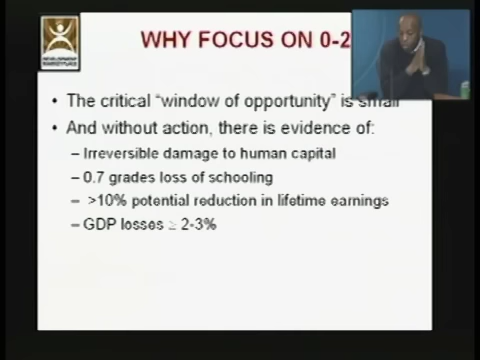 DEVELOPMENT
MARKETPLACE
WHY FOCUS ON 0-2
• The critical “window of opportunity” is small
• And without action, there is evidence of:
– Irreversible damage to human capital
– 0.7 grades loss of schooling
– >10% potential reduction in lifetime earnings
– GDP losses ≥ 2-3%